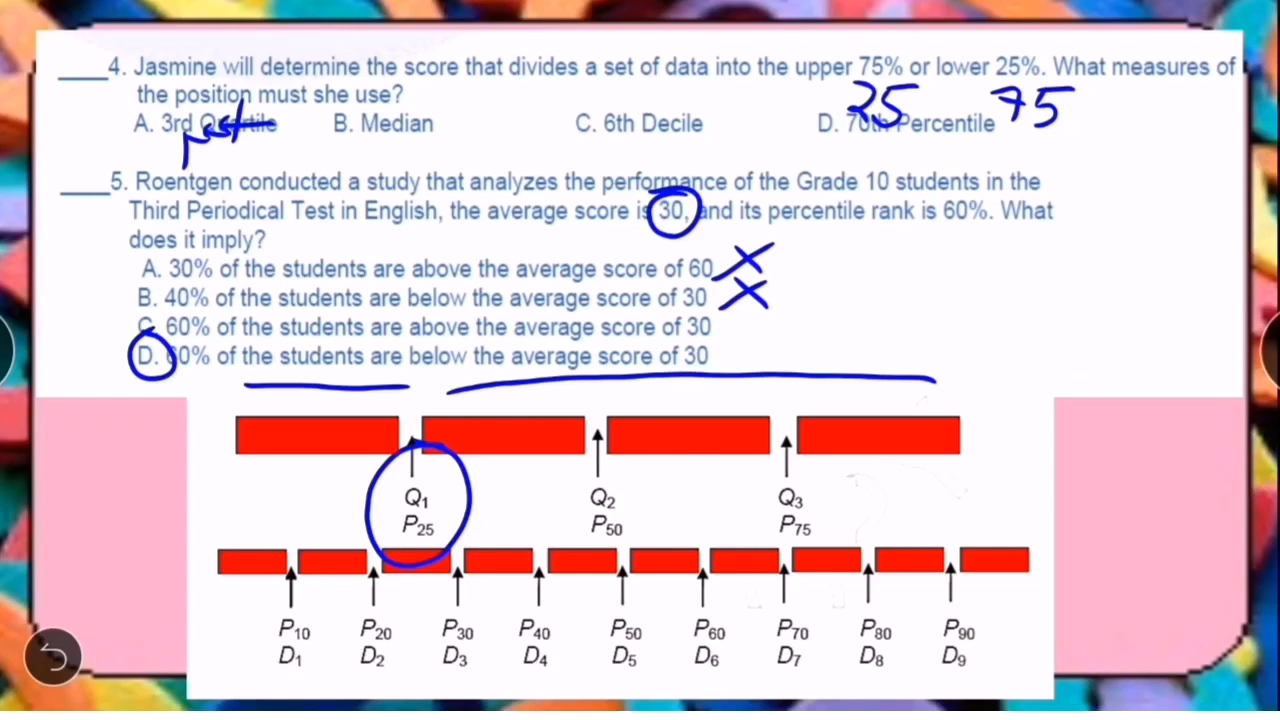 ____4. Jasmine will determine the score that divides a set of data into the upper 75% or lower 25%. What measures of
the position must she use?
25 75
A. 3rd Quartile B. Median C. 6th Decile D. 70th Percentile
____5. Roentgen conducted a study that analyzes the performance of the Grade 10 students in the
Third Periodical Test in English, the average score is 30, and its percentile rank is 60%. What
does it imply?
A. 30% of the students are above the average score of 60
B. 40% of the students are below the average score of 30
C. 60% of the students are above the average score of 30
D. 60% of the students are below the average score of 30
Q1 Q2 Q3
P25 P50 P75
P10 P20 P30 P40 P50 P60 P70 P80 P90
D1 D2 D3 D4 D5 D6 D7 D8 D9